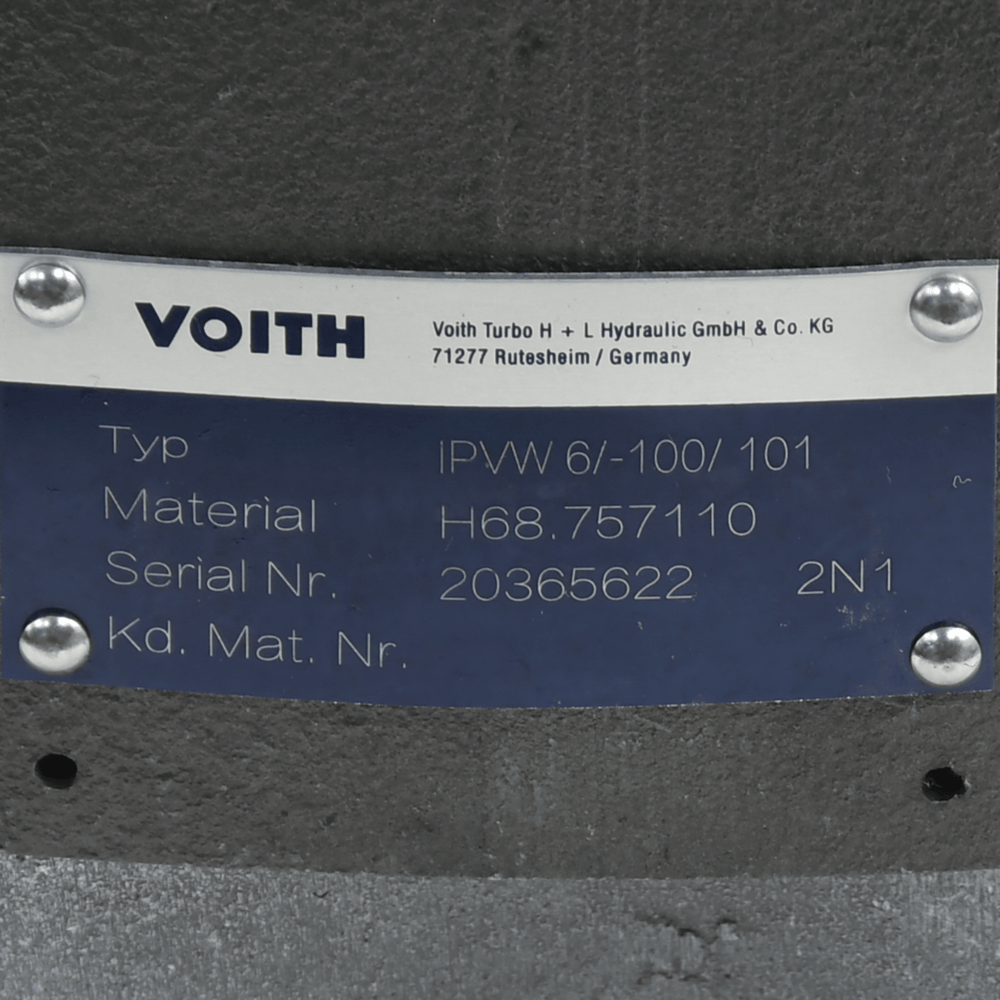 VOITH
Voith Turbo H + L Hydraulic GmbH & Co. KG
71277 Rutesheim / Germany
Typ IPVW 6/-100/ 101
Material H68.757110
Serial Nr. 20365622 2N1
Kd. Mat. Nr.